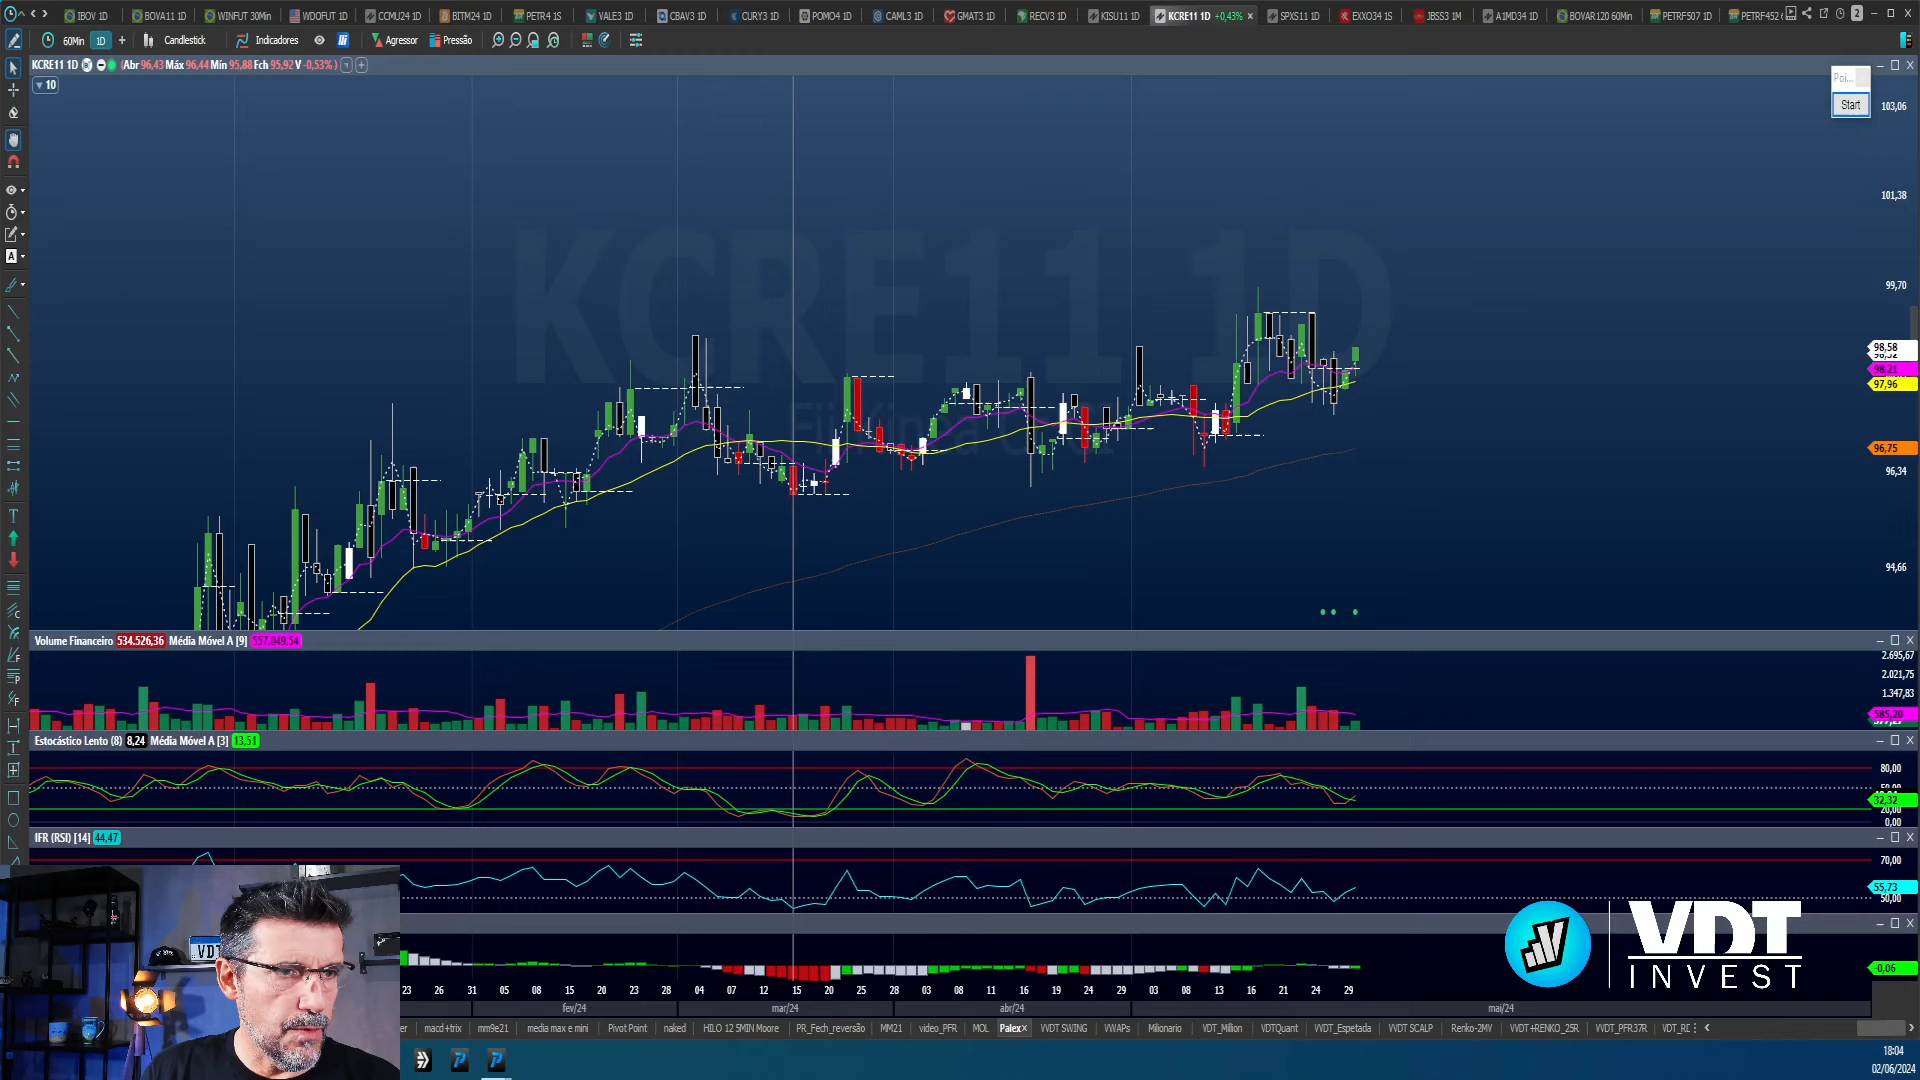 IBOV 1D
BOVA11 1D
WINFUT 30Min
WDOFUT 1D
CCMU24 1D
BITM24 1D
PETR4 1S
VALE3 1D
CBAV3 1D
CURY3 1D
POMO4 1D
CAML3 1D
GMAT3 1D
RECV3 1D
KISU11 1D
KCRE11 1D +0,43%
SPXS11 1D
EXXO34 1S
JBSS3 1M
A1MD34 1D
BOVAR120 60Min
PETRF507 1D
PETRF452
2
60Min
1D
Candlestick
Indicadores
Agressor
Pressão
KCRE11 1D
(Abr 96,43 Máx 96,44 Mín 95,88 Fch 95,92 V -0,53%)
10
KCRE11 1D
Poi...
Start
103,06
101,38
99,70
98,58
98,21
97,96
96,75
96,34
94,66
Volume Financeiro 534.526,36 Média Móvel A [9] 557.049,54
2.695,67
2.021,75
1.347,83
585,20
Estocástico Lento (8) 8,24 Média Móvel A [3] 13,51
80,00
32,32
20,00
0,00
IFR (RSI) [14] 44,47
70,00
55,73
50,00
-0,06
VDT
INVEST
VDT
23 26 31 05 08 15 20 23 28 04 07 12 15 20 25 28 03 08 11 16 19 24 29 03 08 13 16 21 24 29
fev/24
mar/24
abr/24
mai/24
macd+trix
mm9e21
media max e mini
Pivot Point
naked
HILO 12 5MIN Moore
PR_Fech_reversão
MM21
video_PFR
MOL
Palex
VVDT SWING
VWAPs
Milionario
VDT_Million
VDTQuant
VDT_Espetada
VDT SCALP
Renko-2MV
VDT+RENKO_25R
VDT_PFR37R
18:04
02/06/2024